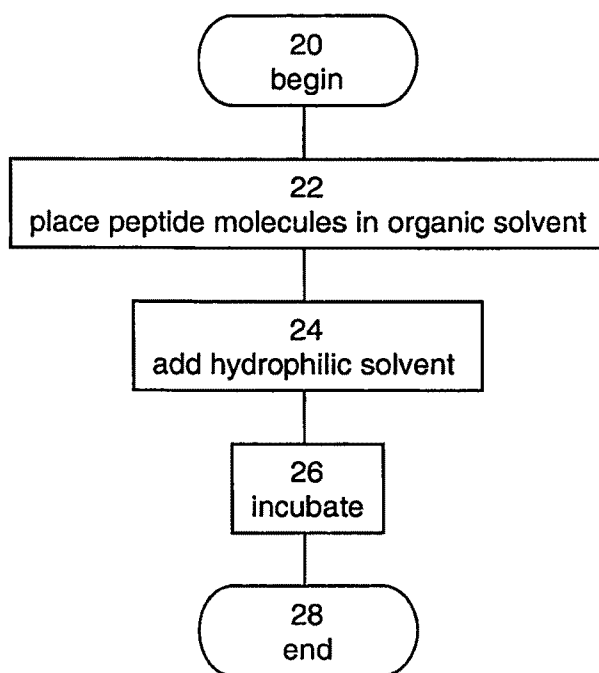 20
begin
22
place peptide molecules in organic solvent
24
add hydrophilic solvent
26
incubate
28
end